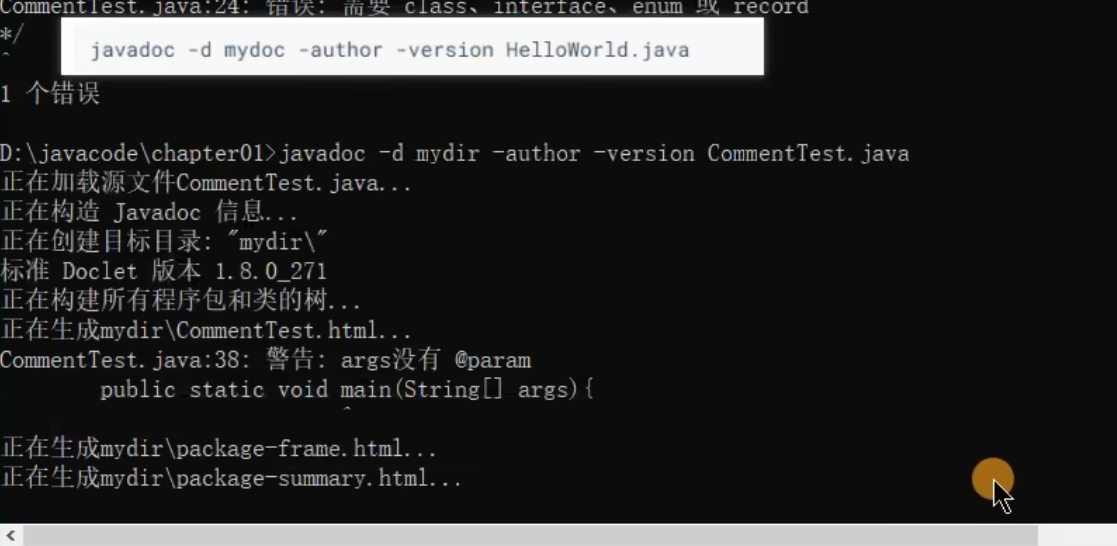 CommentTest.java:24: 错误: 需要 class、interface、enum 或 record
*/
^
javadoc -d mydoc -author -version HelloWorld.java
1 个错误
D:\javacode\chapter01>javadoc -d mydir -author -version CommentTest.java
正在加载源文件CommentTest.java...
正在构造 Javadoc 信息...
正在创建目标目录: "mydir\"
标准 Doclet 版本 1.8.0_271
正在构建所有程序包和类的树...
正在生成mydir\CommentTest.html...
CommentTest.java:38: 警告: args没有 @param
public static void main(String[] args){
^
正在生成mydir\package-frame.html...
正在生成mydir\package-summary.html...